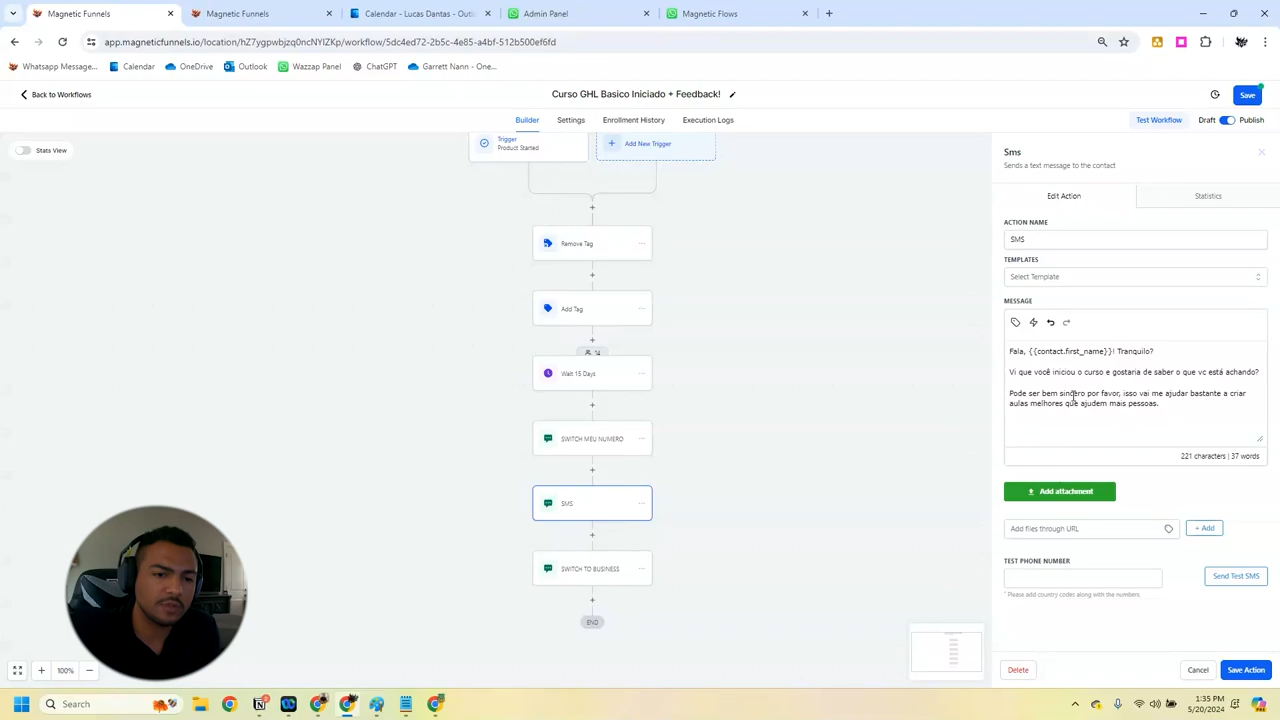 Magnetic Funnels
Magnetic Funnels
Calendar - Lucas Dantas - Outl
Admin Panel
Magnetic Flows
app.magneticfunnels.io/location/hZ7ygpwbjzq0ncNYIZKp/workflow/5dc4ed72-2b5c-4e85-a4bf-512b500ef6fd
Whatsapp Message...
Calendar
OneDrive
Outlook
Wazzap Panel
ChatGPT
Garrett Nann - One...
Back to Workflows
Curso GHL Basico Iniciado + Feedback!
Save
Builder
Settings
Enrollment History
Execution Logs
Test Workflow
Draft
Publish
Stats View
Trigger
Product Started
Add New Trigger
Remove Tag
Add Tag
14
Wait 15 Days
SWITCH MEU NUMERO
SMS
SWITCH TO BUSINESS
END
100%
Sms
Sends a text message to the contact
Edit Action
Statistics
ACTION NAME
SMS
TEMPLATES
Select Template
MESSAGE
Fala, {{contact.first_name}}! Tranquilo?
Vi que você iniciou o curso e gostaria de saber o que vc está achando?
Pode ser bem sincero por favor, isso vai me ajudar bastante a criar
aulas melhores que ajudem mais pessoas.
221 characters | 37 words
Add attachment
Add files through URL
+ Add
TEST PHONE NUMBER
Send Test SMS
* Please add country codes along with the numbers.
Delete
Cancel
Save Action
Search
1:35 PM
5/20/2024